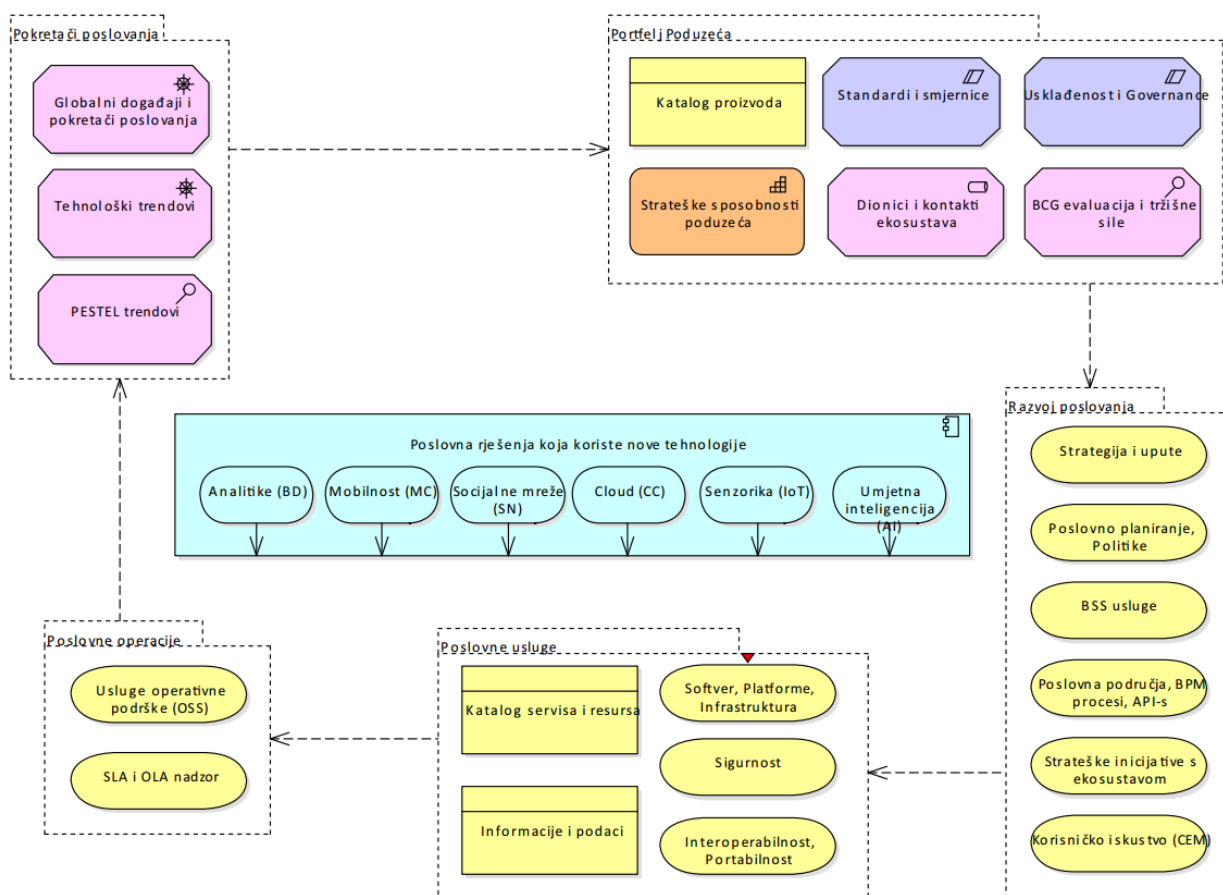 Pokretači poslovanja
Globalni događaji i
pokretači poslovanja
Tehnološki trendovi
PESTEL trendovi
Portfelj Poduzeća
Katalog proizvoda
Standardi i smjernice
Usklađenost i Governance
Strateške sposobnosti
poduzeća
Dionici i kontakti
ekosustava
BCG evaluacija i tržišne
sile
Poslovna rješenja koja koriste nove tehnologije
Analitike (BD)
Mobilnost (MC)
Socijalne mreže
(SN)
Cloud (CC)
Senzorika (IoT)
Umjetna
inteligencija
(AI)
Razvoj poslovanja
Strategija i upute
Poslovno planiranje,
Politike
BSS usluge
Poslovna područja, BPM
procesi, API-s
Strateške inicijative s
ekosustavom
Korisničko iskustvo (CEM)
Poslovne usluge
Katalog servisa i resursa
Informacije i podaci
Softver, Platforme,
Infrastruktura
Sigurnost
Interoperabilnost,
Portabilnost
Poslovne operacije
Usluge operativne
podrške (OSS)
SLA i OLA nadzor